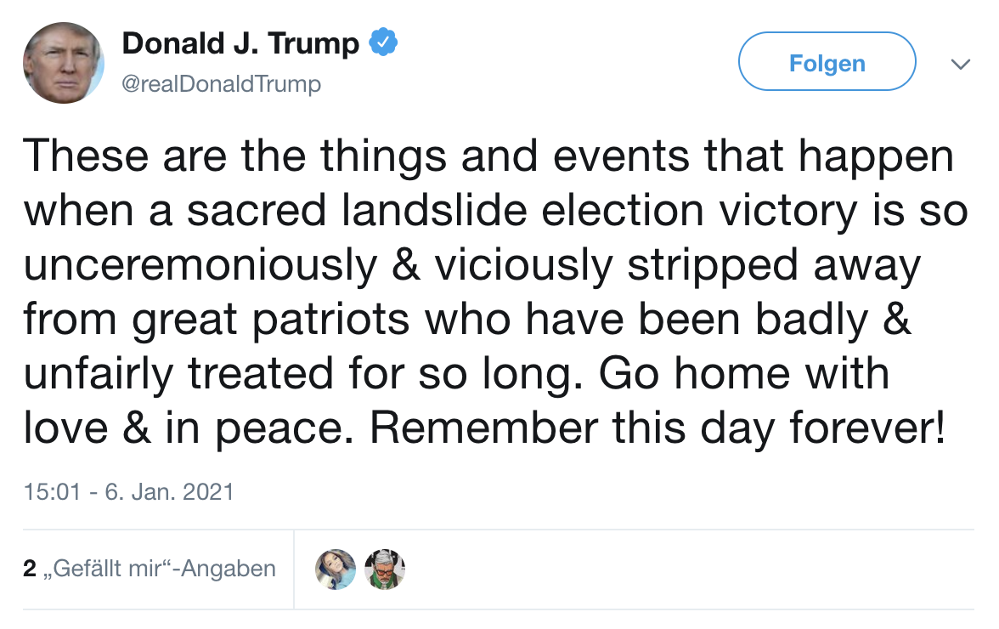 Donald J. Trump
@realDonaldTrump
Folgen
These are the things and events that happen
when a sacred landslide election victory is so
unceremoniously & viciously stripped away
from great patriots who have been badly &
unfairly treated for so long. Go home with
love & in peace. Remember this day forever!
15:01 - 6. Jan. 2021
2 „Gefällt mir“-Angaben